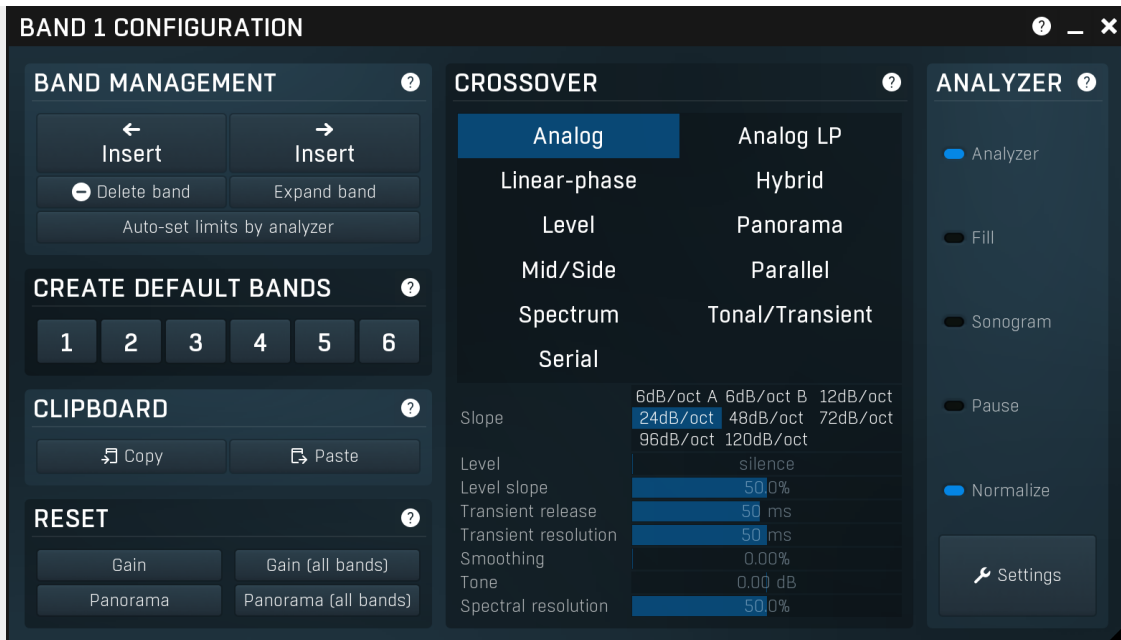 BAND 1 CONFIGURATION
?
BAND MANAGEMENT ?
Insert Insert
Delete band Expand band
Auto-set limits by analyzer
CREATE DEFAULT BANDS ?
1 2 3 4 5 6
CLIPBOARD ?
Copy Paste
RESET ?
Gain Gain (all bands)
Panorama Panorama (all bands)
CROSSOVER ?
Analog Analog LP
Linear-phase Hybrid
Level Panorama
Mid/Side Parallel
Spectrum Tonal/Transient
Serial
6dB/oct A 6dB/oct B 12dB/oct
Slope 24dB/oct 48dB/oct 72dB/oct
96dB/oct 120dB/oct
Level silence
Level slope 50.0%
Transient release 50 ms
Transient resolution 50 ms
Smoothing 0.00%
Tone 0.00 dB
Spectral resolution 50.0%
ANALYZER ?
Analyzer
Fill
Sonogram
Pause
Normalize
Settings